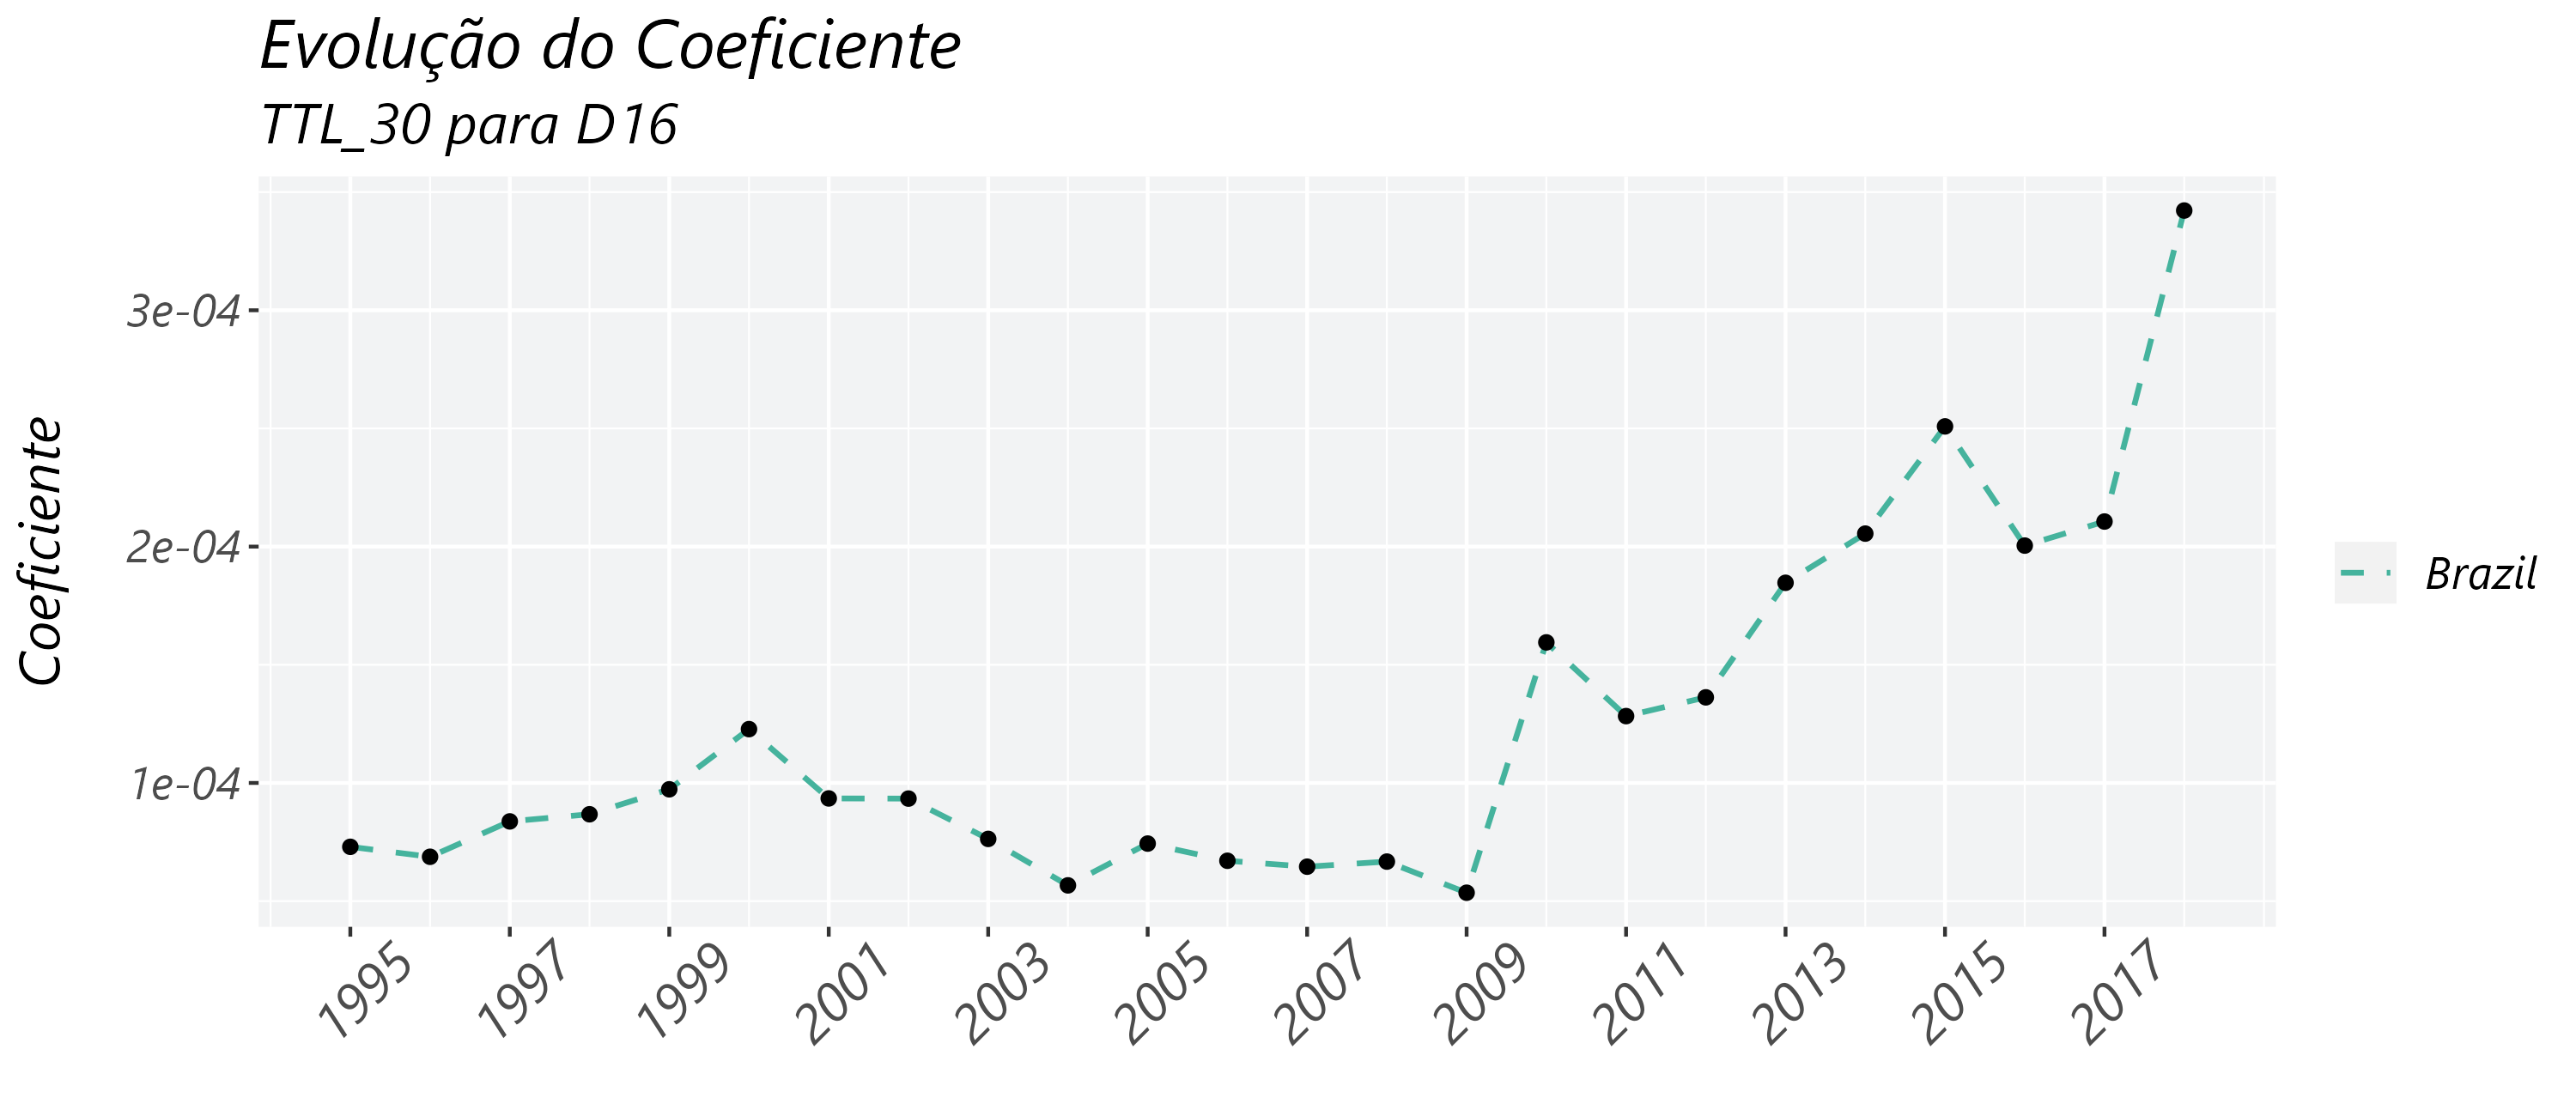 Evolução do Coeficiente
TTL_30 para D16
Coeficiente
3e-04
2e-04
1e-04
1995
1997
1999
2001
2003
2005
2007
2009
2011
2013
2015
2017
Brazil